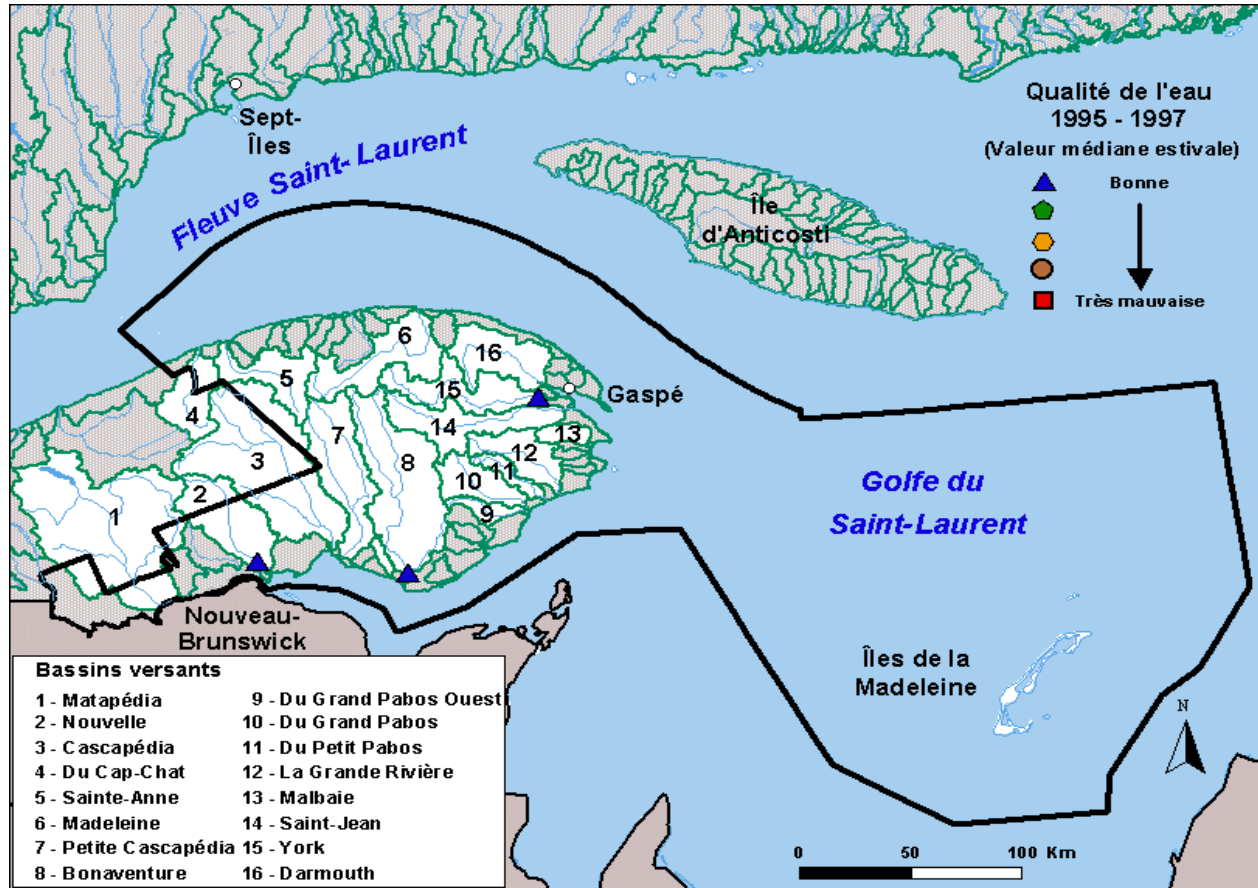 Sept-
Îles
Fleuve Saint-Laurent
Qualité de l'eau
1995 - 1997
(Valeur médiane estivale)
Bonne
Très mauvaise
Île
d'Anticosti
6
16
5
15
Gaspé
4
14
13
7
3
8
12
11
10
2
9
1
Golfe du
Saint-Laurent
Nouveau-
Brunswick
Îles de la
Madeleine
N
Bassins versants
1 - Matapédia
2 - Nouvelle
3 - Cascapédia
4 - Du Cap-Chat
5 - Sainte-Anne
6 - Madeleine
7 - Petite Cascapédia
8 - Bonaventure
9 - Du Grand Pabos Ouest
10 - Du Grand Pabos
11 - Du Petit Pabos
12 - La Grande Rivière
13 - Malbaie
14 - Saint-Jean
15 - York
16 - Darmouth
0 50 100 Km